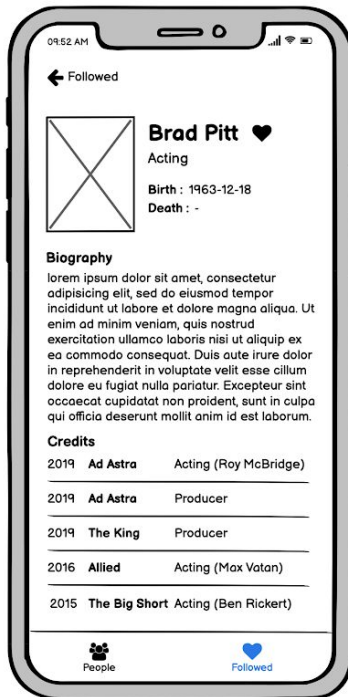 09:52 AM
Followed
Brad Pitt
Acting
Birth : 1963-12-18
Death : -
Biography
lorem ipsum dolor sit amet, consectetur
adipisicing elit, sed do eiusmod tempor
incididunt ut labore et dolore magna aliqua. Ut
enim ad minim veniam, quis nostrud
exercitation ullamco laboris nisi ut aliquip ex
ea commodo consequat. Duis aute irure dolor
in reprehenderit in voluptate velit esse cillum
dolore eu fugiat nulla pariatur. Excepteur sint
occaecat cupidatat non proident, sunt in culpa
qui officia deserunt mollit anim id est laborum.
Credits
2019 Ad Astra Acting (Roy McBridge)
2019 Ad Astra Producer
2019 The King Producer
2016 Allied Acting (Max Vatan)
2015 The Big Short Acting (Ben Rickert)
People Followed